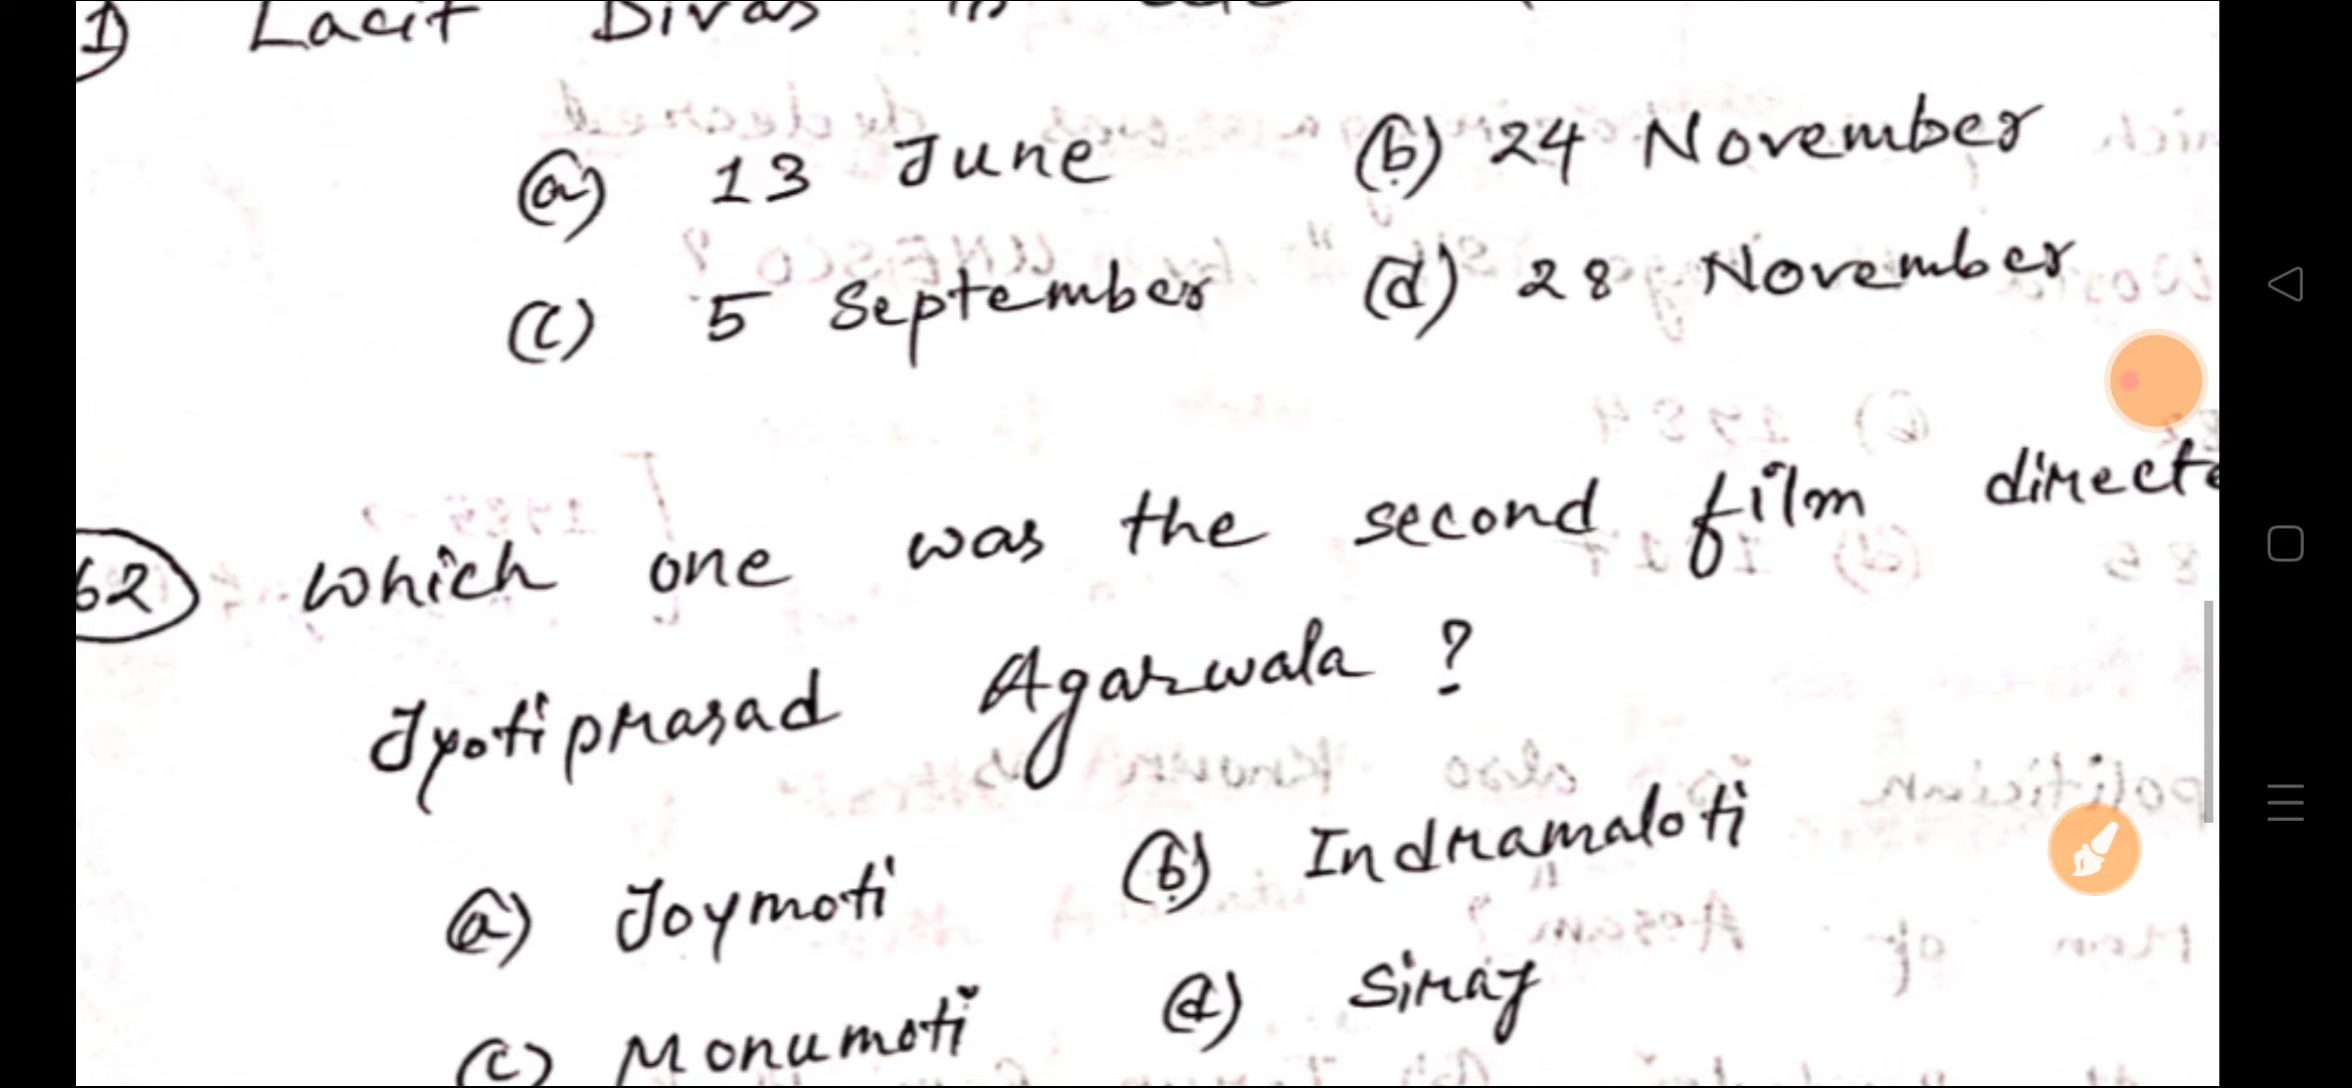 Lacit Divas
(a) 13 June (b) 24 November
(c) 5 September (d) 28 November
62 which one was the second film directe
Jyotiprasad Agarwala ?
(a) Joymoti (b) Indramaloti
(c) Monumoti (d) Siraj